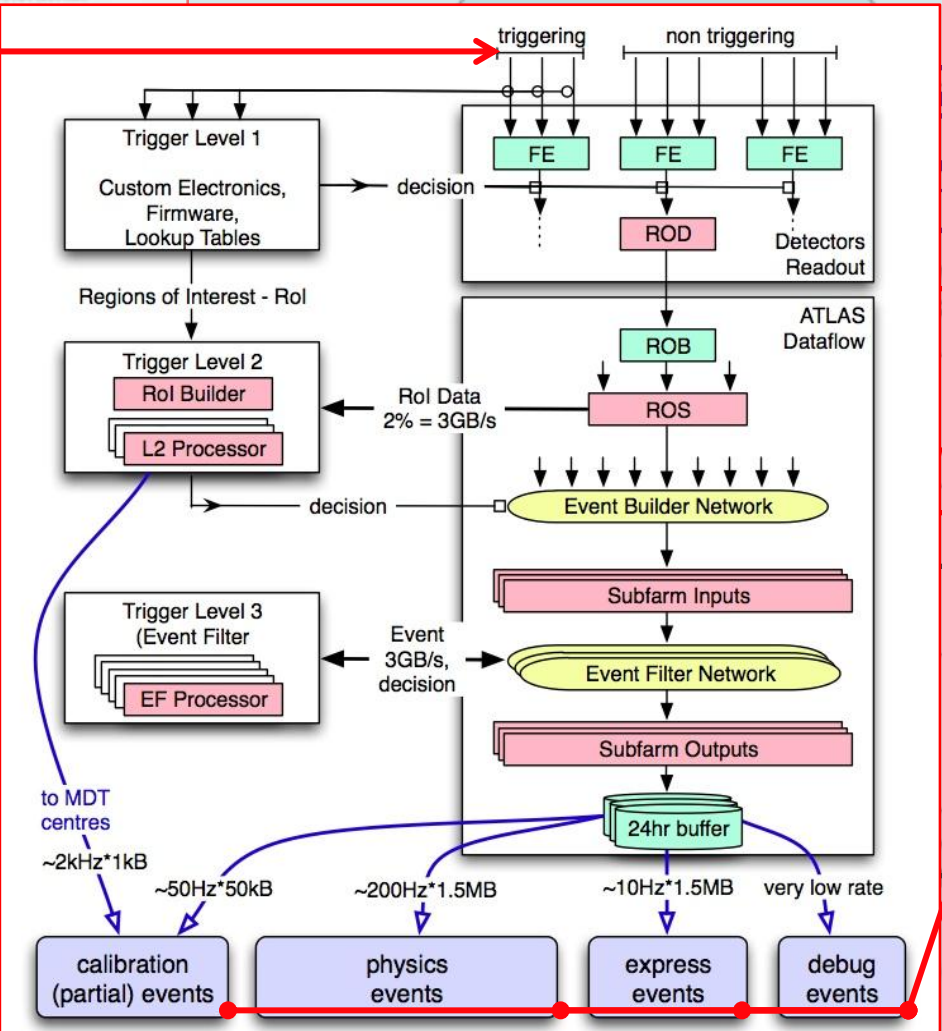 triggering
non triggering
Trigger Level 1
Custom Electronics,
Firmware,
Lookup Tables
decision
FE
FE
FE
ROD
Detectors
Readout
Regions of Interest - RoI
ATLAS
Dataflow
Trigger Level 2
RoI Builder
L2 Processor
RoI Data
2% = 3GB/s
ROB
ROS
decision
Event Builder Network
Subfarm Inputs
Trigger Level 3
(Event Filter
EF Processor
Event
3GB/s,
decision
Event Filter Network
Subfarm Outputs
24hr buffer
to MDT
centres
~2kHz*1kB
~50Hz*50kB
~200Hz*1.5MB
~10Hz*1.5MB
very low rate
calibration
(partial) events
physics
events
express
events
debug
events